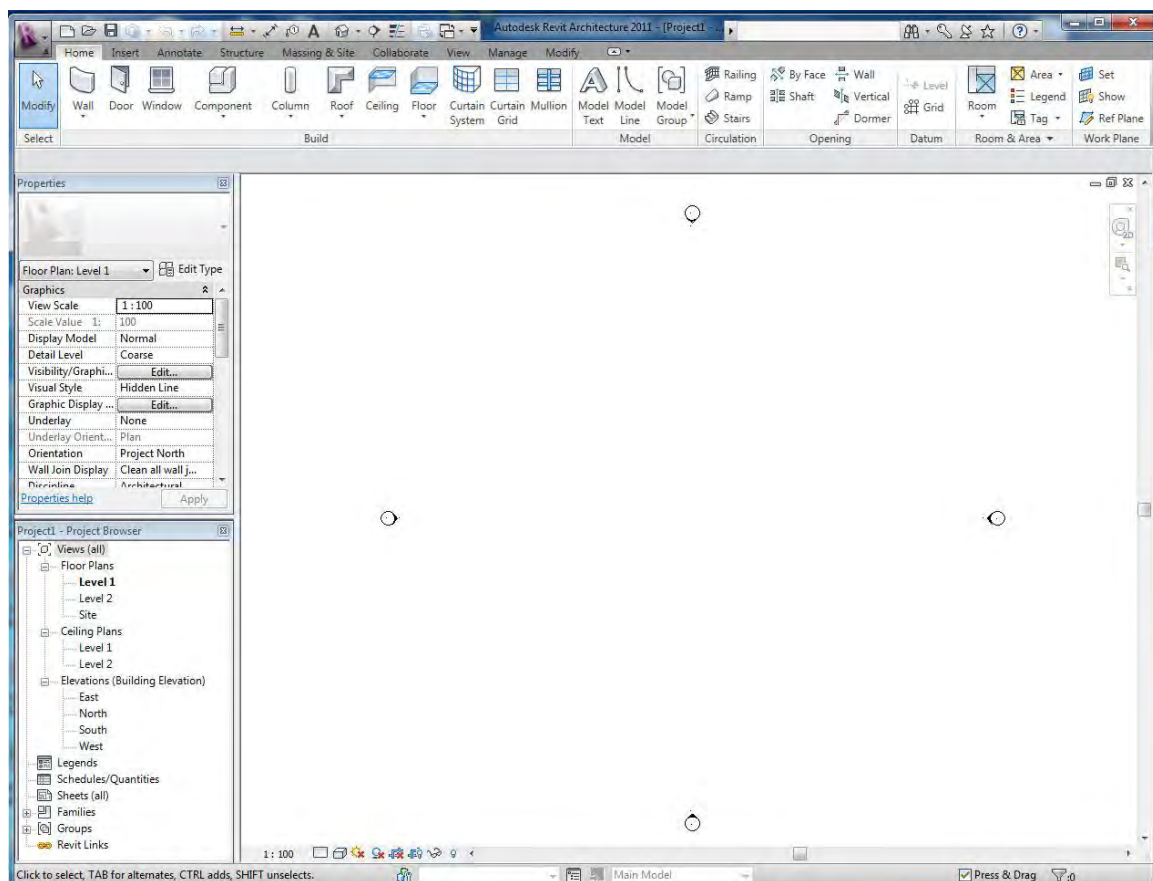 Autodesk Revit Architecture 2011 - [Project1 - ...
Home Insert Annotate Structure Massing & Site Collaborate View Manage Modify
Modify Wall Door Window Component Column Roof Ceiling Floor Curtain System Curtain Grid Mullion Model Text Model Line Model Group Railing Ramp Stairs By Face Shaft Wall Vertical Dormer Level Grid Room Area Legend Tag Set Show Ref Plane
Select Build Model Circulation Opening Datum Room & Area Work Plane
Properties
Floor Plan: Level 1 Edit Type
Graphics
View Scale 1 : 100
Scale Value 1: 100
Display Model Normal
Detail Level Coarse
Visibility/Graphi... Edit...
Visual Style Hidden Line
Graphic Display ... Edit...
Underlay None
Underlay Orient... Plan
Orientation Project North
Wall Join Display Clean all wall j...
Discipline Architectural
Properties help Apply
2D
Project1 - Project Browser
Views (all)
Floor Plans
Level 1
Level 2
Site
Ceiling Plans
Level 1
Level 2
Elevations (Building Elevation)
East
North
South
West
Legends
Schedules/Quantities
Sheets (all)
Families
Groups
Revit Links
1 : 100
Click to select, TAB for alternates, CTRL adds, SHIFT unselects. Main Model Press & Drag :0